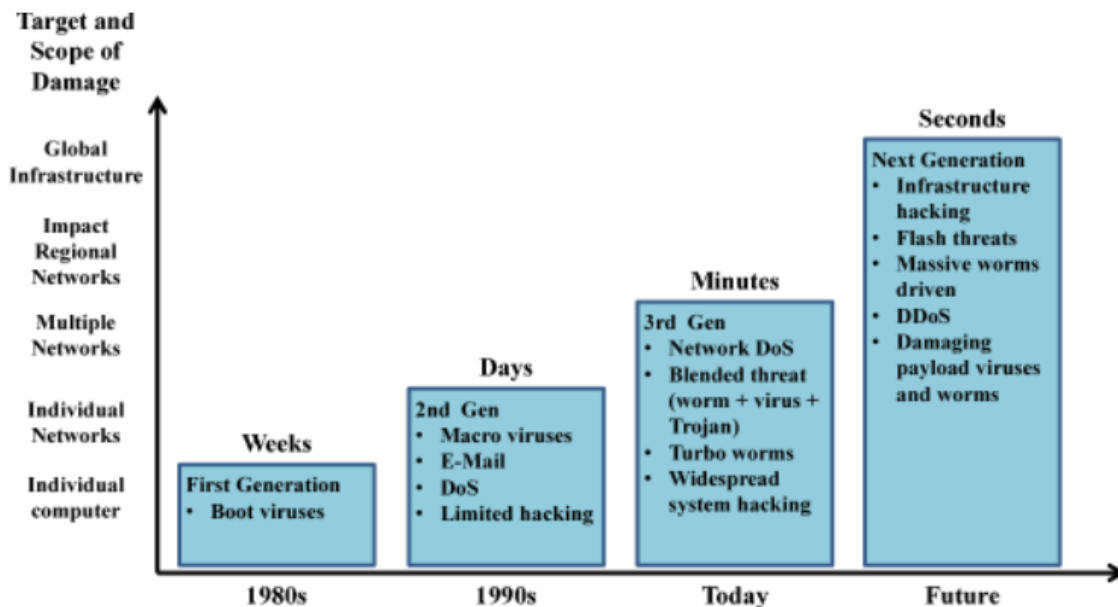 Target and
Scope of
Damage
Global
Infrastructure
Impact
Regional
Networks
Multiple
Networks
Individual
Networks
Individual
computer
Weeks
First Generation
• Boot viruses
1980s
Days
2nd Gen
• Macro viruses
• E-Mail
• DoS
• Limited hacking
1990s
Minutes
3rd Gen
• Network DoS
• Blended threat
(worm + virus +
Trojan)
• Turbo worms
• Widespread
system hacking
Today
Seconds
Next Generation
• Infrastructure
hacking
• Flash threats
• Massive worms
driven
• DDoS
• Damaging
payload viruses
and worms
Future